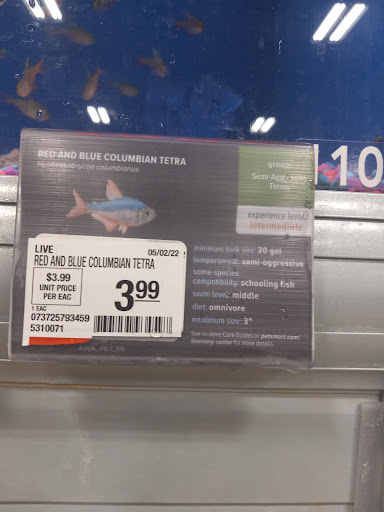 RED AND BLUE COLUMBIAN TETRA
Hyphessobrycon columbianus
group:
Semi-Aggressive
Tetras
10
experience level:
intermediate
LIVE
05/02/22
RED AND BLUE COLUMBIAN TETRA
$3.99
UNIT PRICE
PER EAC
3.99
1 EAC
073725793459
5310071
minimum tank size: 20 gal
temperament: semi-aggressive
same-species
compatibility: schooling fish
swim level: middle
diet: omnivore
maximum size: 3"
See in-store Care Guides or petsmart.com/
learning-center for more details.